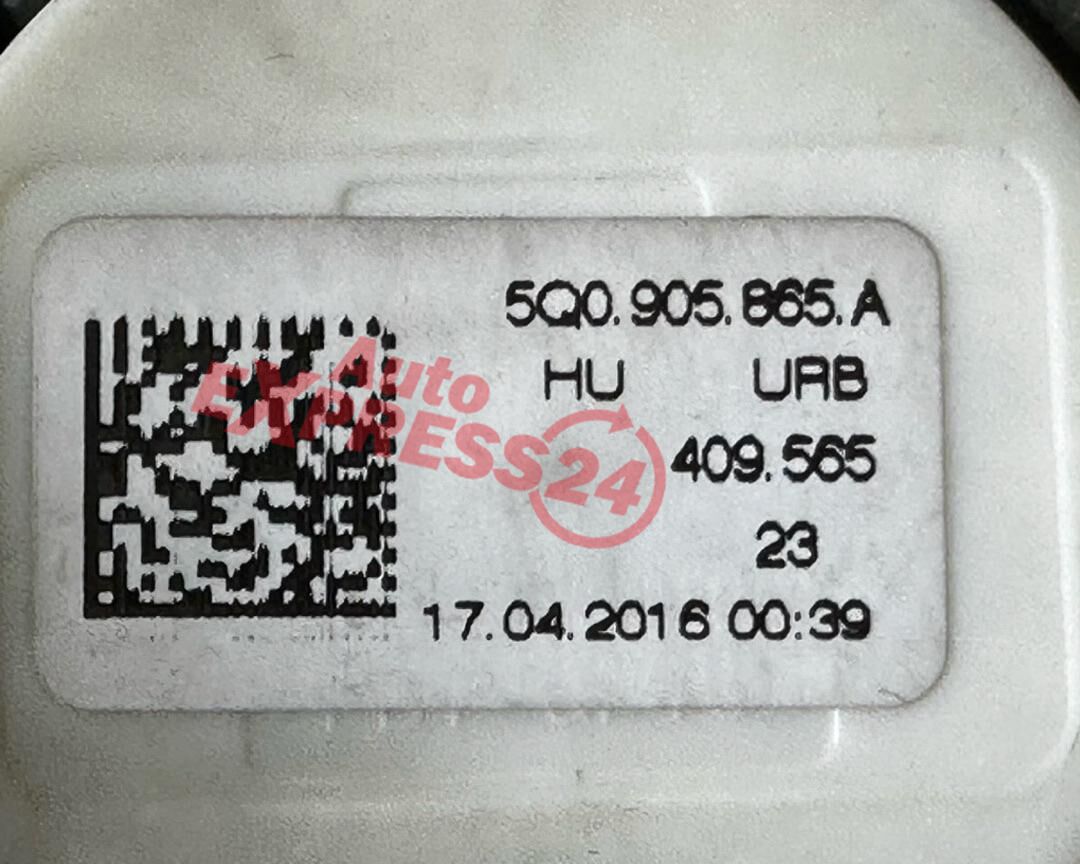 5Q0.905.865.A
HU URB
409.565
23
17.04.2016 00:39
Auto
EXPRESS24